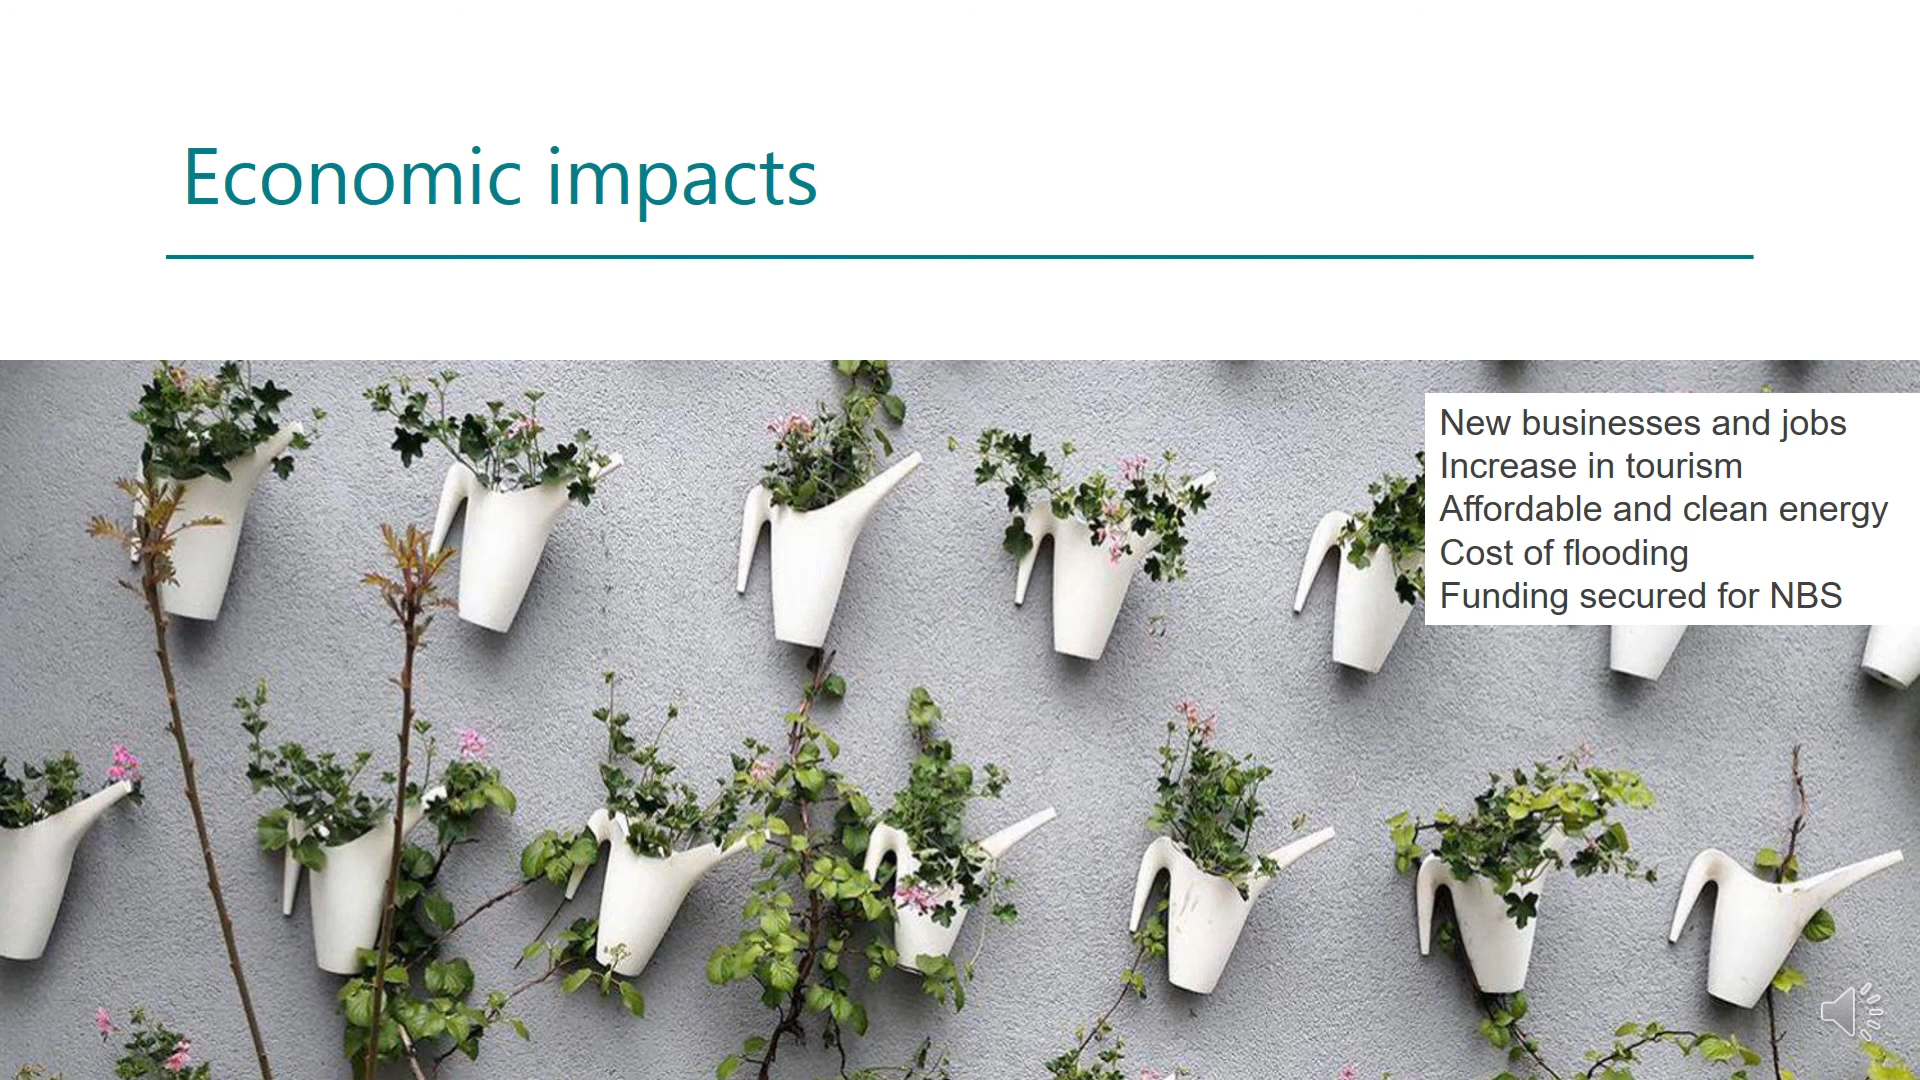 Economic impacts
New businesses and jobs
Increase in tourism
Affordable and clean energy
Cost of flooding
Funding secured for NBS